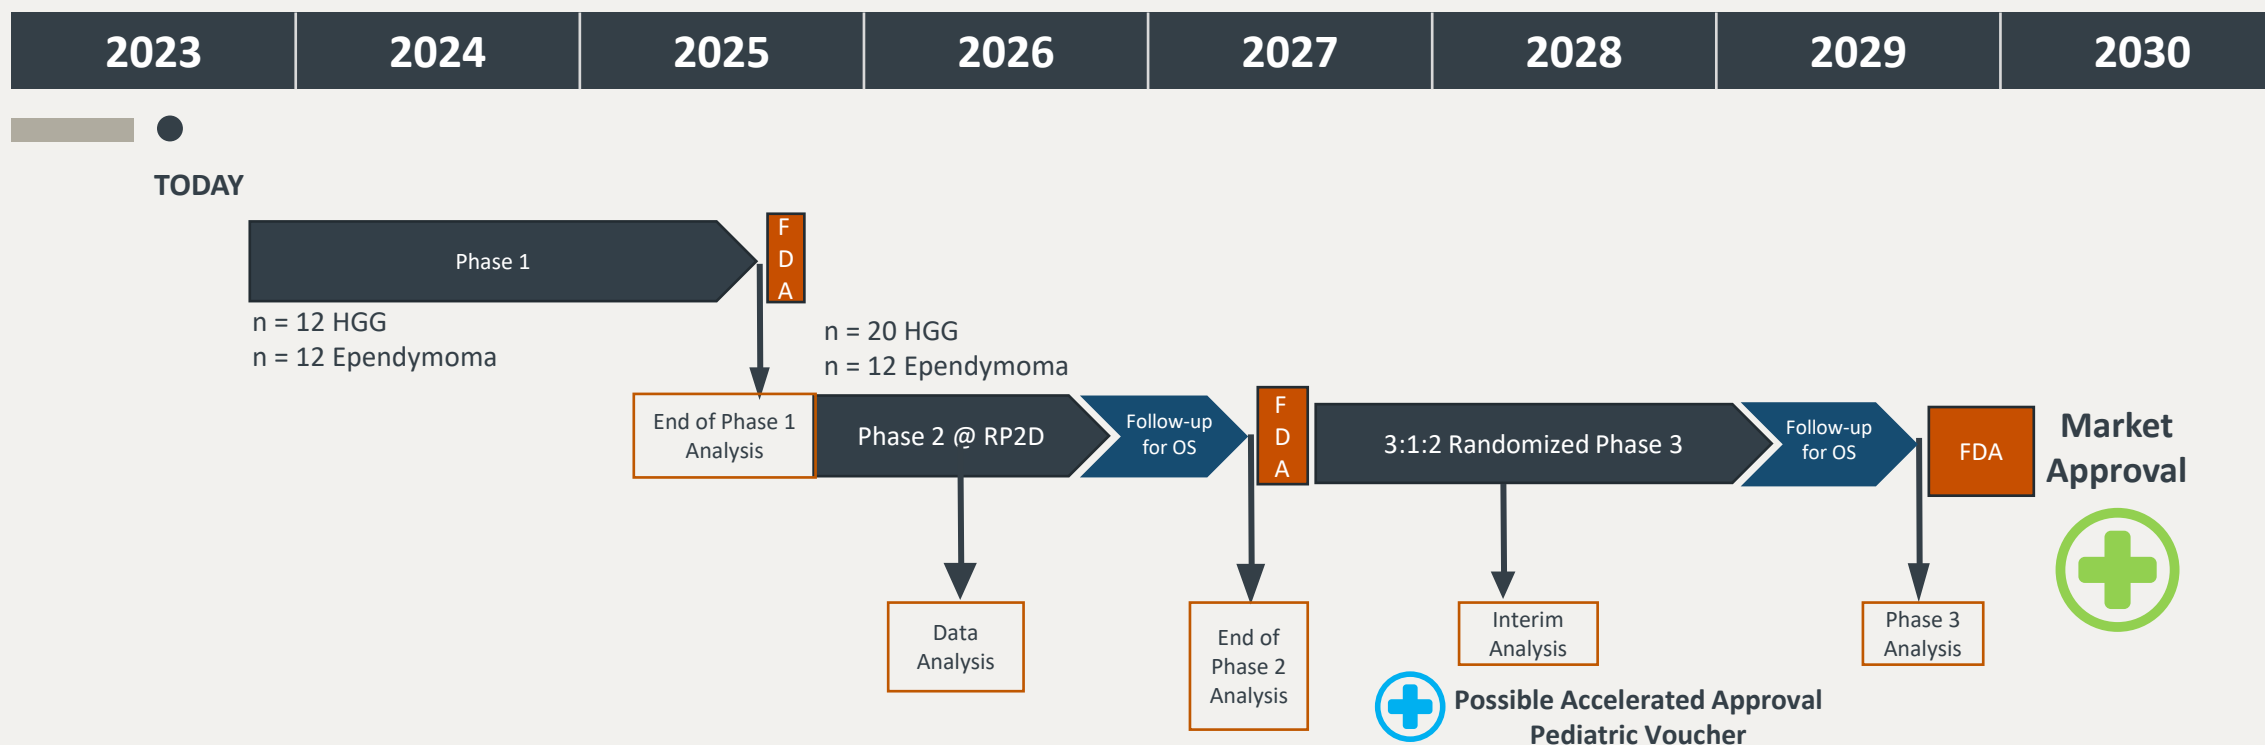 2023
2024
2025
2026
2027
2028
2029
2030
TODAY
Phase 1
F
D
A
n = 12 HGG
n = 12 Ependymoma
n = 20 HGG
n = 12 Ependymoma
End of Phase 1
Analysis
Phase 2 @ RP2D
Follow-up
for OS
F
D
A
3:1:2 Randomized Phase 3
Follow-up
for OS
FDA
Market
Approval
Data
Analysis
End of
Phase 2
Analysis
Interim
Analysis
Phase 3
Analysis
Possible Accelerated Approval
Pediatric Voucher